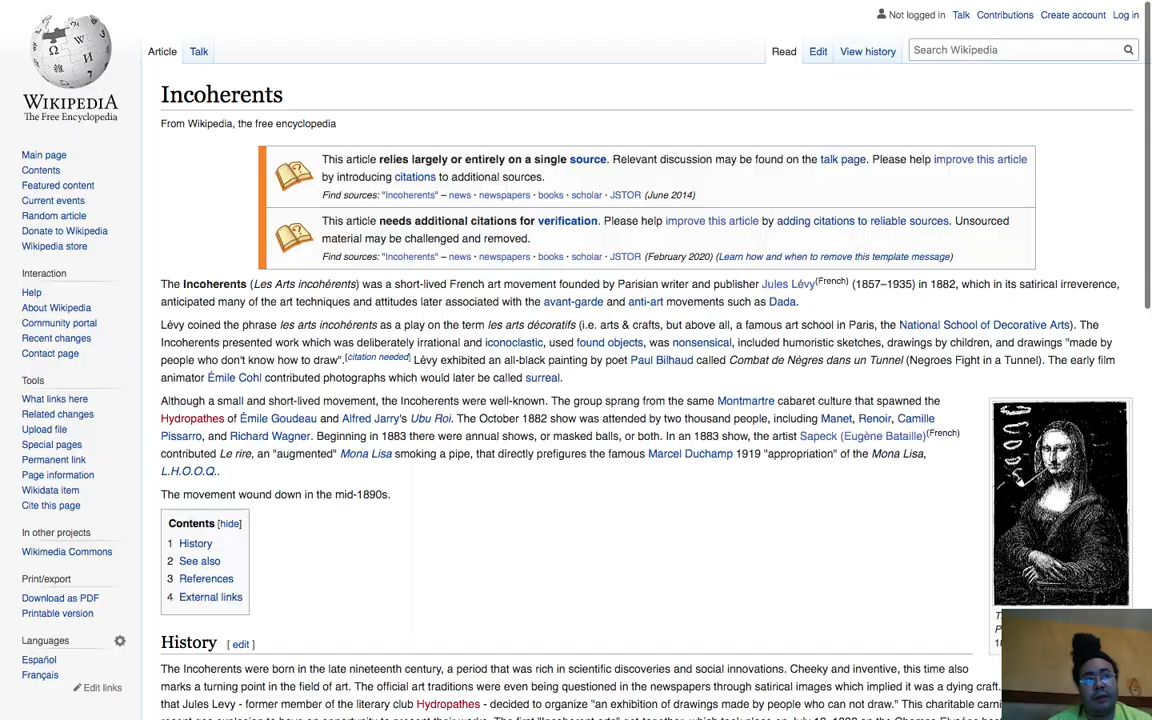 Not logged in Talk Contributions Create account Log in
Article Talk Read Edit View history Search Wikipedia
WIKIPEDIA
The Free Encyclopedia
Main page
Contents
Featured content
Current events
Random article
Donate to Wikipedia
Wikipedia store
Interaction
Help
About Wikipedia
Community portal
Recent changes
Contact page
Tools
What links here
Related changes
Upload file
Special pages
Permanent link
Page information
Wikidata item
Cite this page
In other projects
Wikimedia Commons
Print/export
Download as PDF
Printable version
Languages
Español
Français
Edit links
Incoherents
From Wikipedia, the free encyclopedia
This article relies largely or entirely on a single source. Relevant discussion may be found on the talk page. Please help improve this article
by introducing citations to additional sources.
Find sources: "Incoherents" – news · newspapers · books · scholar · JSTOR (June 2014)
This article needs additional citations for verification. Please help improve this article by adding citations to reliable sources. Unsourced
material may be challenged and removed.
Find sources: "Incoherents" – news · newspapers · books · scholar · JSTOR (February 2020) (Learn how and when to remove this template message)
The Incoherents (Les Arts incohérents) was a short-lived French art movement founded by Parisian writer and publisher Jules Lévy(French) (1857–1935) in 1882, which in its satirical irreverence,
anticipated many of the art techniques and attitudes later associated with the avant-garde and anti-art movements such as Dada.
Lévy coined the phrase les arts incohérents as a play on the term les arts décoratifs (i.e. arts & crafts, but above all, a famous art school in Paris, the National School of Decorative Arts). The
Incoherents presented work which was deliberately irrational and iconoclastic, used found objects, was nonsensical, included humoristic sketches, drawings by children, and drawings "made by
people who don't know how to draw".[citation needed] Lévy exhibited an all-black painting by poet Paul Bilhaud called Combat de Nègres dans un Tunnel (Negroes Fight in a Tunnel). The early film
animator Émile Cohl contributed photographs which would later be called surreal.
Although a small and short-lived movement, the Incoherents were well-known. The group sprang from the same Montmartre cabaret culture that spawned the
Hydropathes of Émile Goudeau and Alfred Jarry's Ubu Roi. The October 1882 show was attended by two thousand people, including Manet, Renoir, Camille
Pissarro, and Richard Wagner. Beginning in 1883 there were annual shows, or masked balls, or both. In an 1883 show, the artist Sapeck (Eugène Bataille)(French)
contributed Le rire, an "augmented" Mona Lisa smoking a pipe, that directly prefigures the famous Marcel Duchamp 1919 "appropriation" of the Mona Lisa,
L.H.O.O.Q..
The movement wound down in the mid-1890s.
Contents [hide]
1 History
2 See also
3 References
4 External links
History [ edit ]
The Incoherents were born in the late nineteenth century, a period that was rich in scientific discoveries and social innovations. Cheeky and inventive, this time also
marks a turning point in the field of art. The official art traditions were even being questioned in the newspapers through satirical images which implied it was a dying craft.
that Jules Levy - former member of the literary club Hydropathes - decided to organize "an exhibition of drawings made by people who can not draw." This charitable